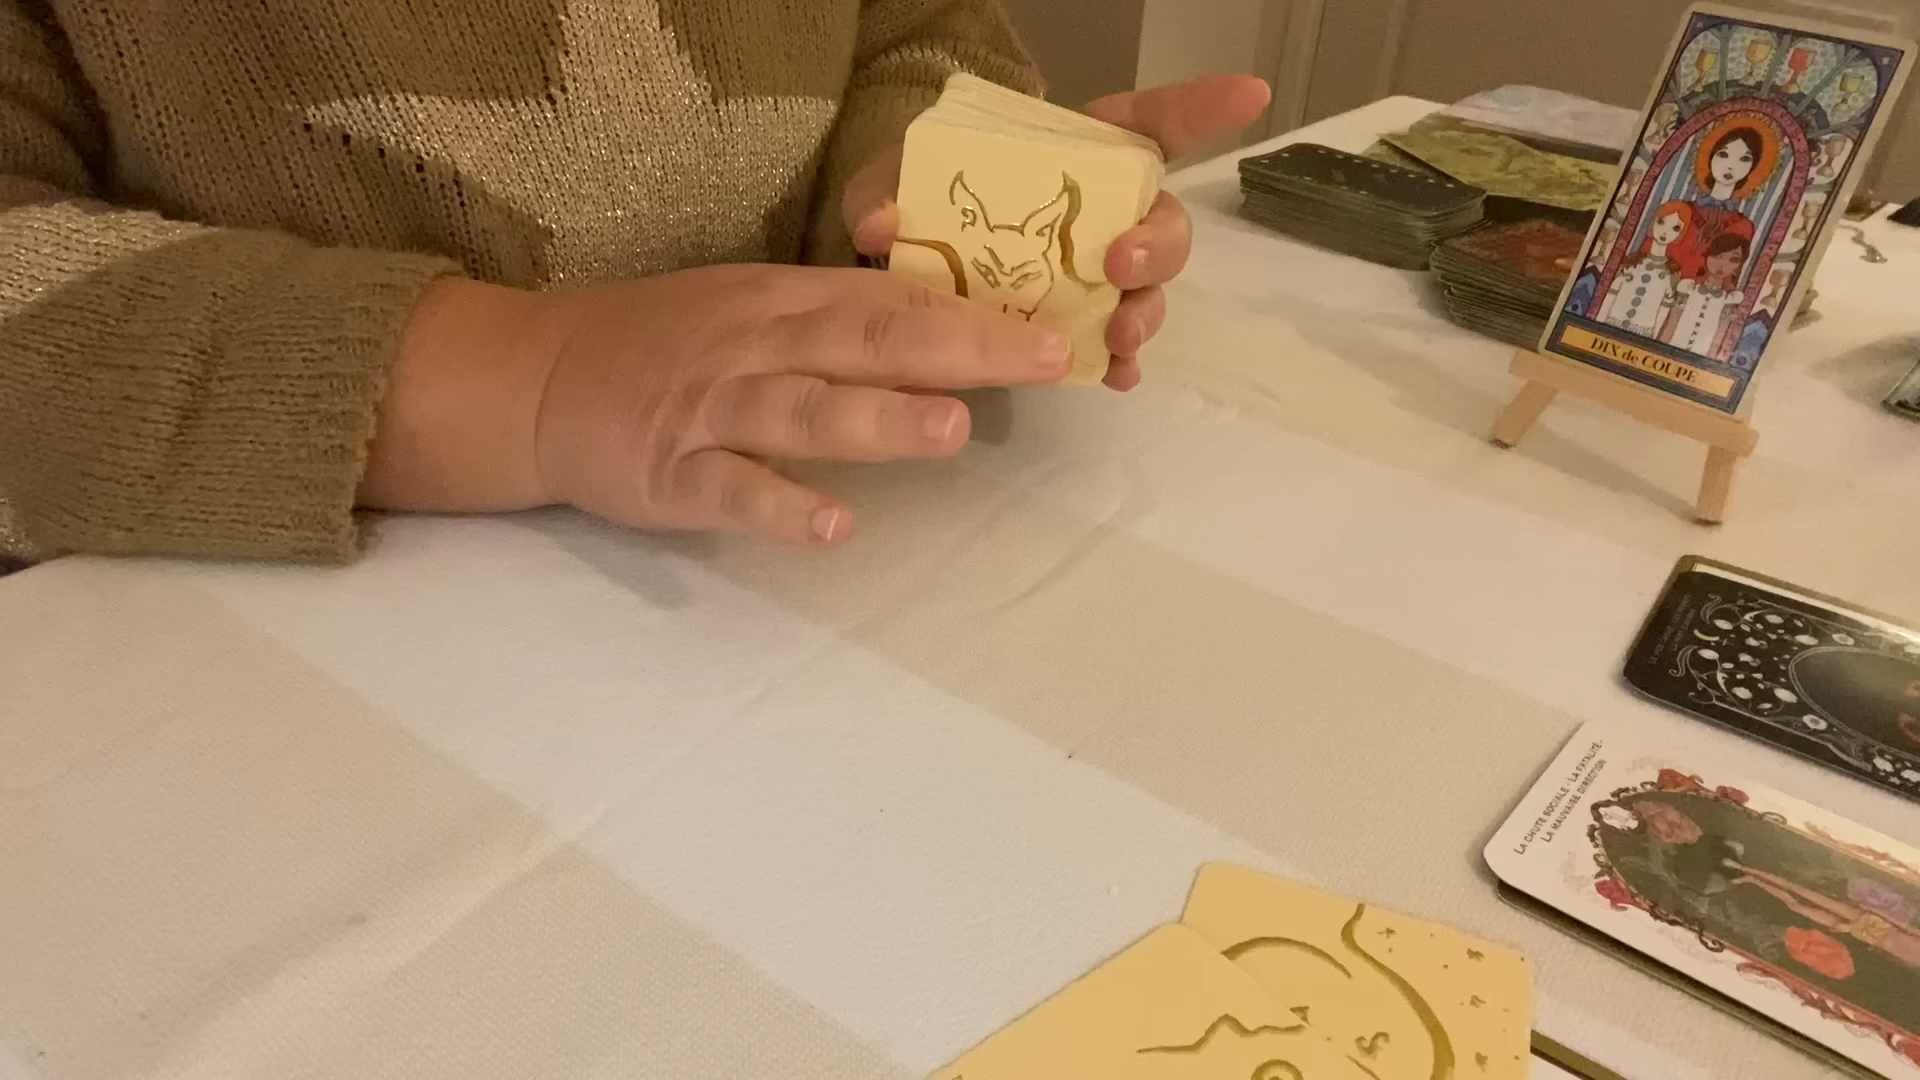 DIX de COUPE
LA CHUTE SOCIALE - LA FATALITÉ-
LA MAUVAISE DIRECTION